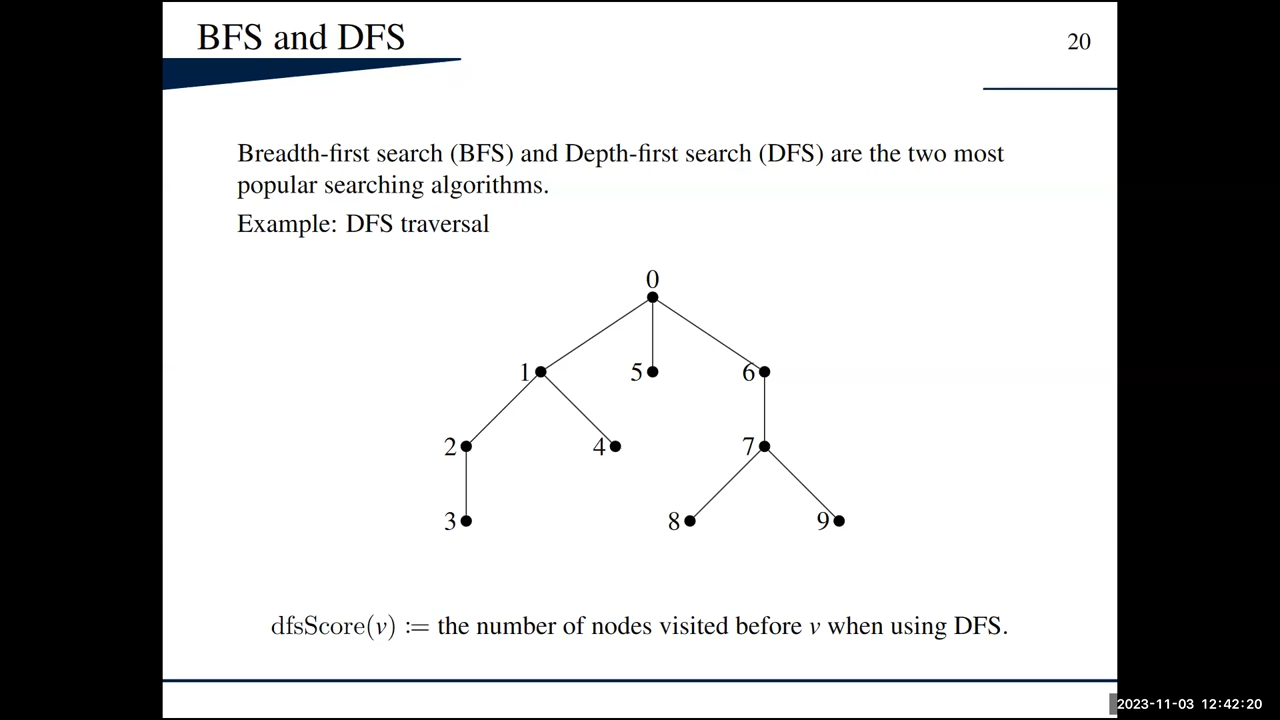 BFS and DFS
20
Breadth-first search (BFS) and Depth-first search (DFS) are the two most
popular searching algorithms.
Example: DFS traversal
0
1 5 6
2 4 7
3 8 9
dfsScore(v) := the number of nodes visited before v when using DFS.
2023-11-03 12:42:20